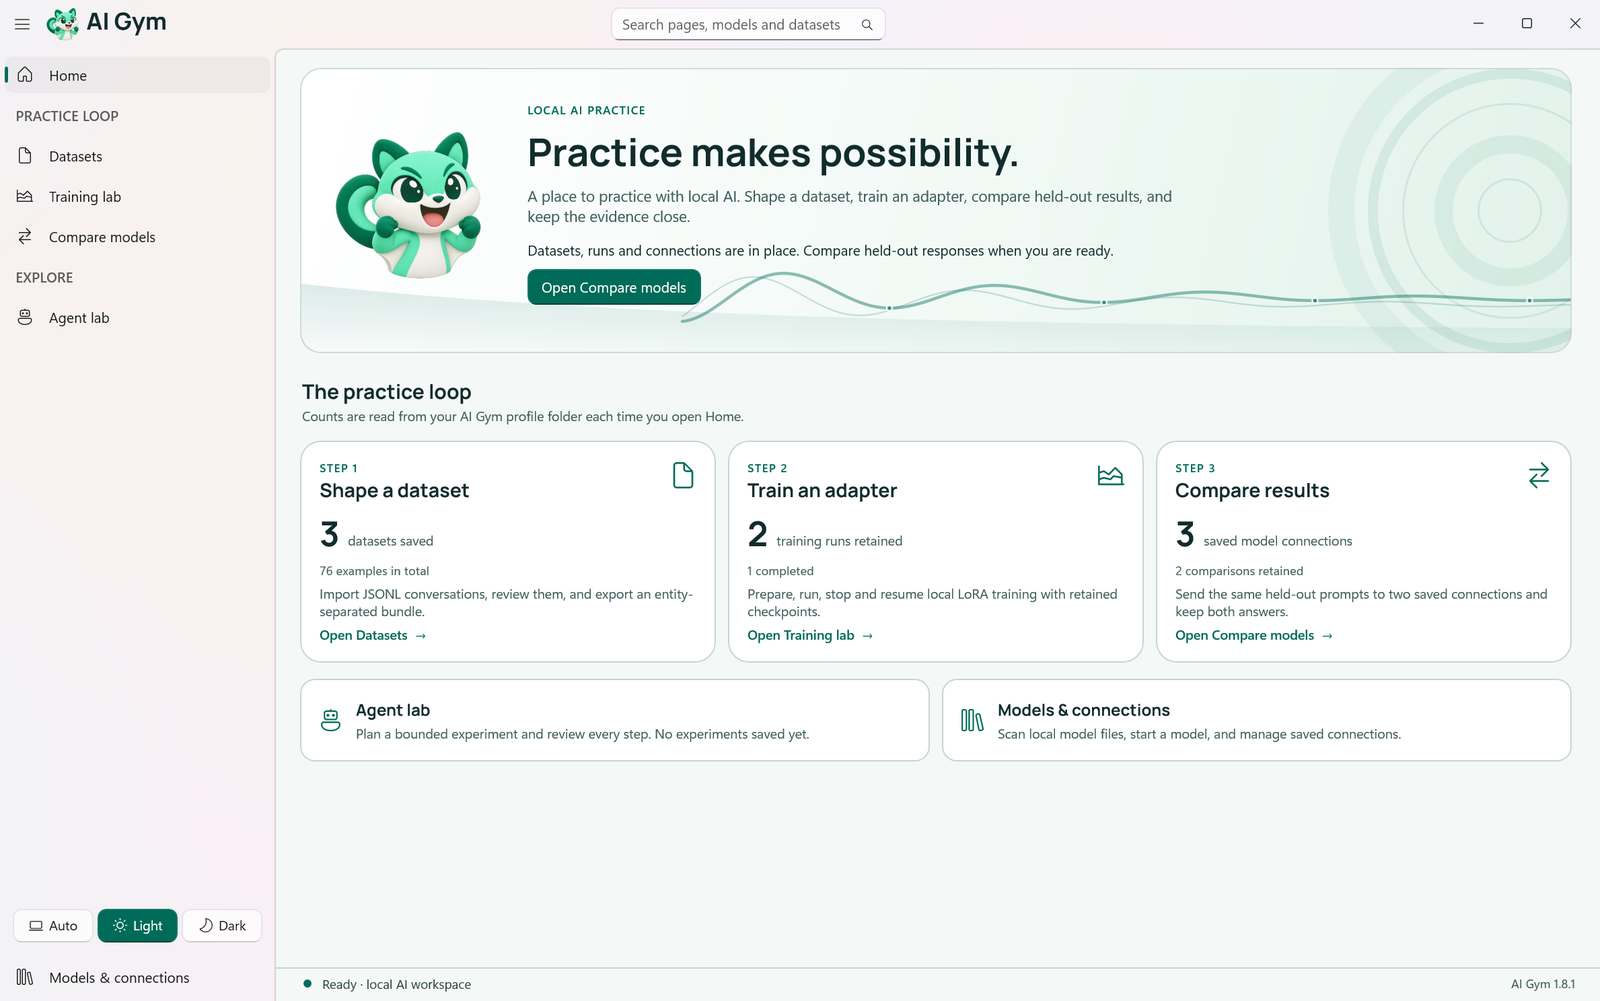 AI Gym
Search pages, models and datasets
Home
PRACTICE LOOP
Datasets
Training lab
Compare models
EXPLORE
Agent lab
LOCAL AI PRACTICE
Practice makes possibility.
A place to practice with local AI. Shape a dataset, train an adapter, compare held-out results, and
keep the evidence close.
Datasets, runs and connections are in place. Compare held-out responses when you are ready.
Open Compare models
The practice loop
Counts are read from your AI Gym profile folder each time you open Home.
STEP 1
Shape a dataset
3 datasets saved
76 examples in total
Import JSONL conversations, review them, and export an entity-
separated bundle.
Open Datasets →
STEP 2
Train an adapter
2 training runs retained
1 completed
Prepare, run, stop and resume local LoRA training with retained
checkpoints.
Open Training lab →
STEP 3
Compare results
3 saved model connections
2 comparisons retained
Send the same held-out prompts to two saved connections and
keep both answers.
Open Compare models →
Agent lab
Plan a bounded experiment and review every step. No experiments saved yet.
Models & connections
Scan local model files, start a model, and manage saved connections.
Auto
Light
Dark
Models & connections
Ready · local AI workspace
AI Gym 1.8.1